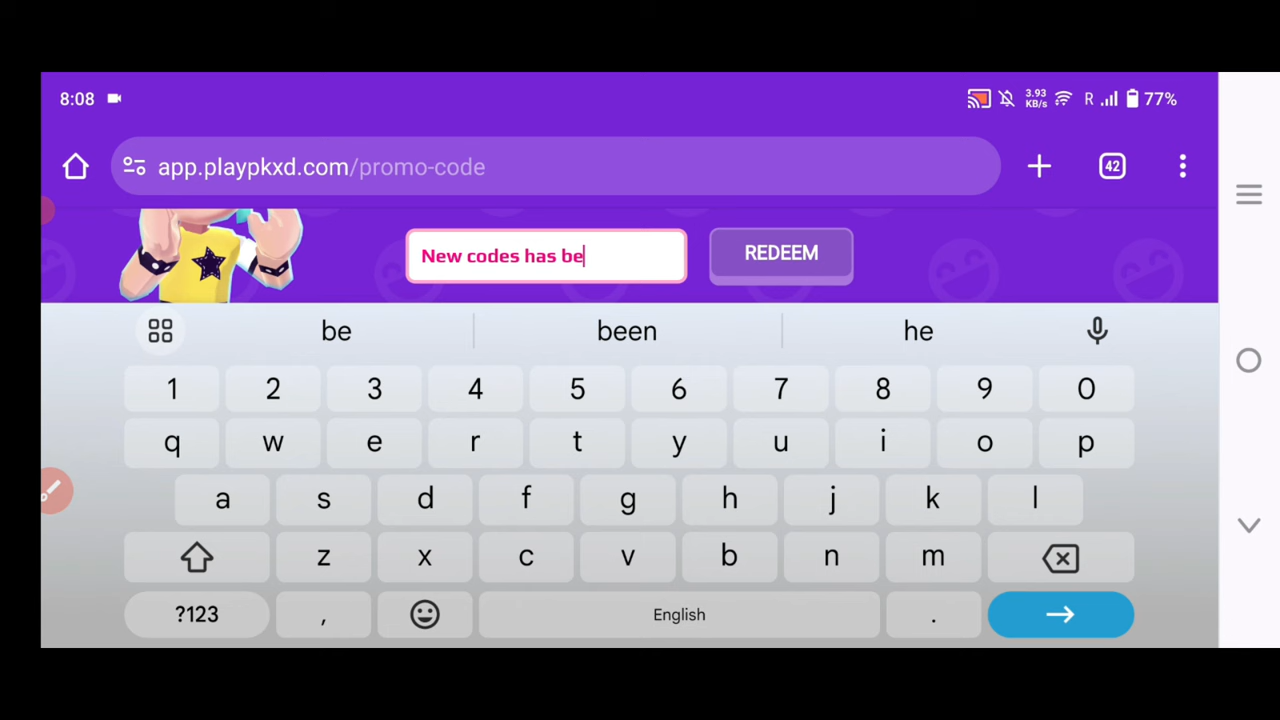 8:08 3.93 KB/s R 77%
app.playpkxd.com/promo-code 42
New codes has be REDEEM
be been he
1 2 3 4 5 6 7 8 9 0
q w e r t y u i o p
a s d f g h j k l
z x c v b n m
?123 , English .